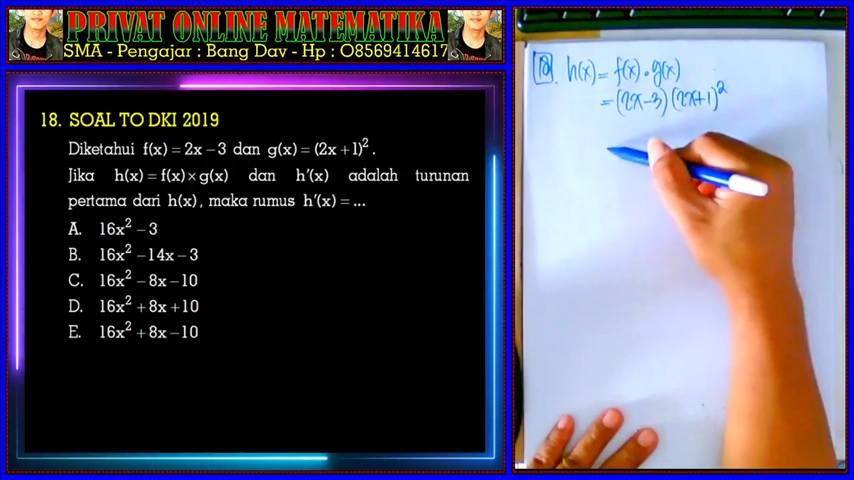 PRIVAT ONLINE MATEMATIKA
SMA - Pengajar : Bang Dav - Hp : 08569414617
18. SOAL TO DKI 2019
Diketahui f(x) = 2x − 3 dan g(x) = (2x + 1)².
Jika h(x) = f(x) × g(x) dan h'(x) adalah turunan
pertama dari h(x), maka rumus h'(x) = ...
A. 16x² − 3
B. 16x² − 14x − 3
C. 16x² − 8x − 10
D. 16x² + 8x + 10
E. 16x² + 8x − 10
18. h(x) = f(x) • g(x)
= (2x−3) (2x+1)²